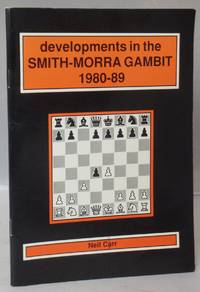 developments in the
SMITH-MORRA GAMBIT
1980-89
Neil Carr